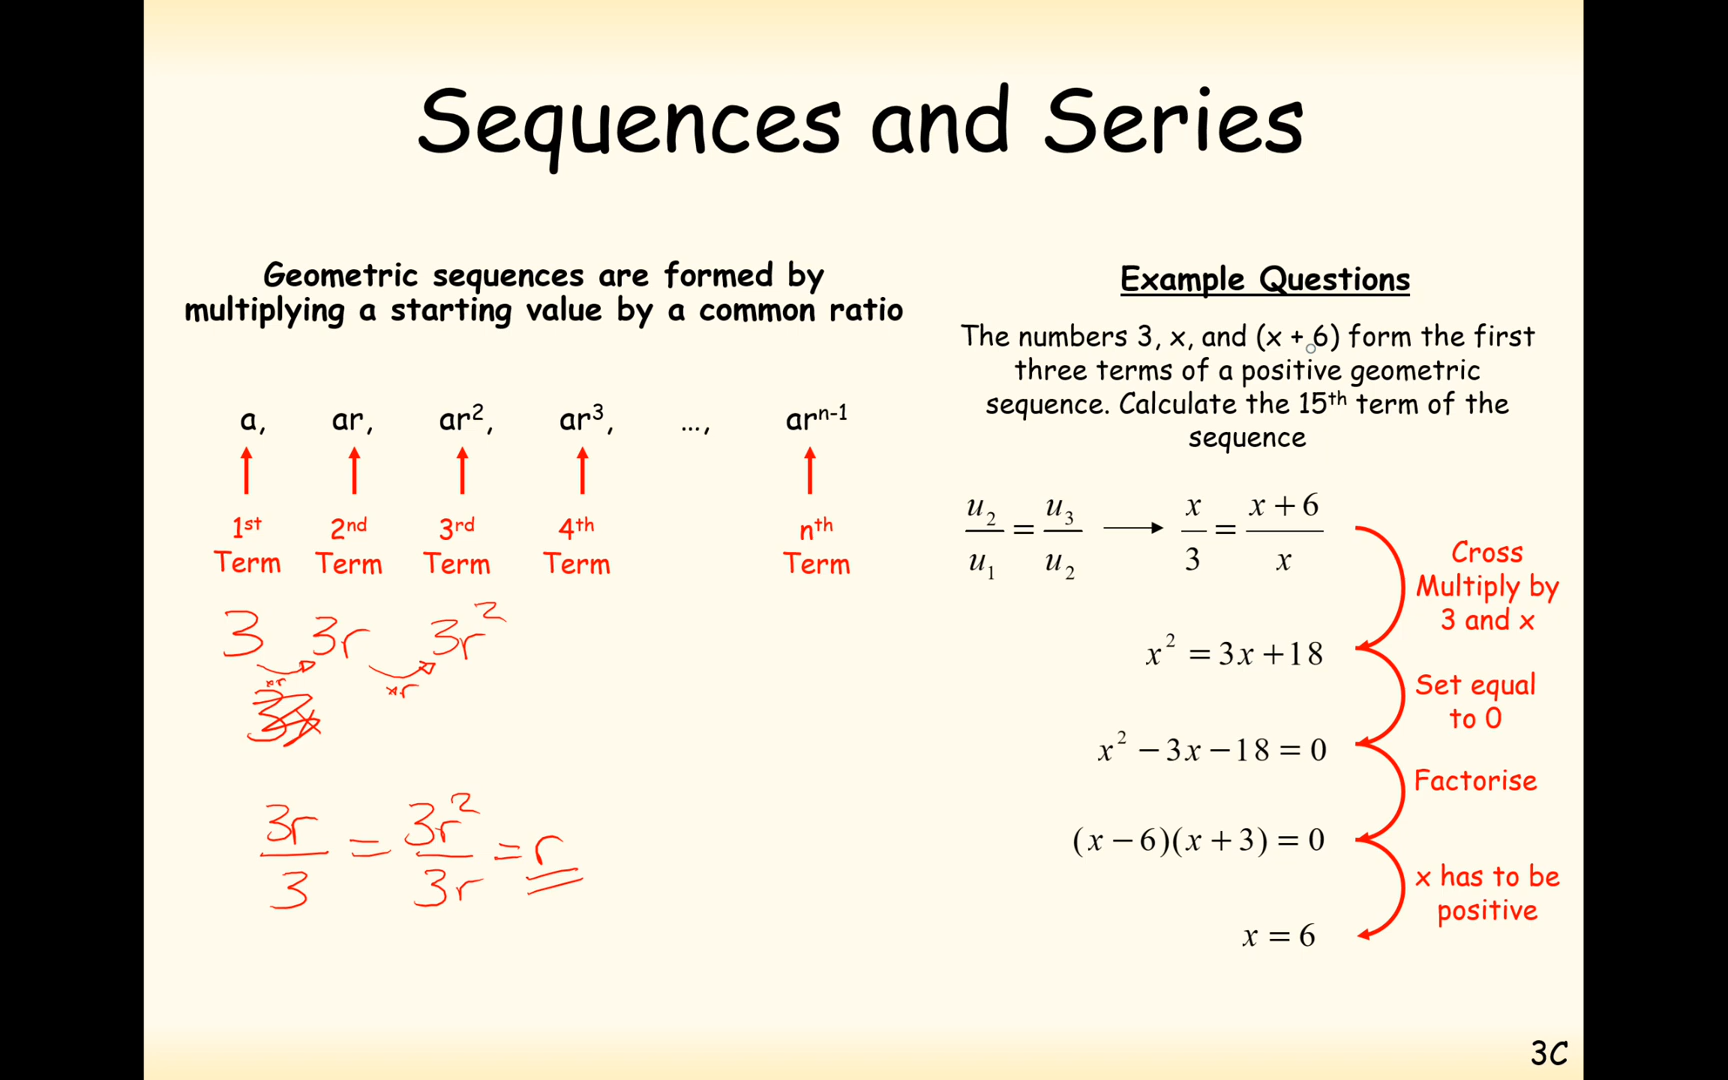 Sequences and Series
Geometric sequences are formed by
multiplying a starting value by a common ratio
a, ar, ar², ar³, ..., arⁿ⁻¹
1ˢᵗ Term 2ⁿᵈ Term 3ʳᵈ Term 4ᵗʰ Term nᵗʰ Term
3 3r 3r²
×r ×r
3r/3 = 3r²/3r = r
Example Questions
The numbers 3, x, and (x + 6) form the first
three terms of a positive geometric
sequence. Calculate the 15ᵗʰ term of the
sequence
u₂/u₁ = u₃/u₂ → x/3 = (x + 6)/x
Cross
Multiply by
3 and x
x² = 3x + 18
Set equal
to 0
x² − 3x − 18 = 0
Factorise
(x − 6)(x + 3) = 0
x has to be
positive
x = 6
3C